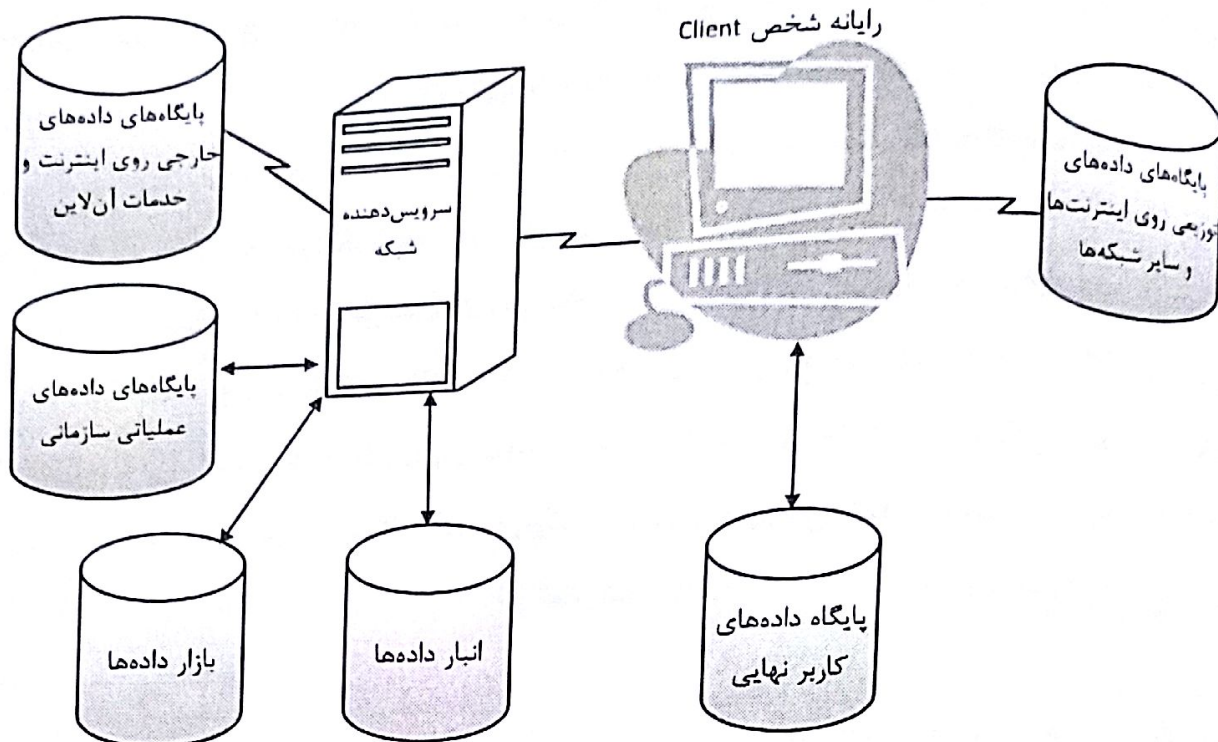 رایانه شخص Client
پایگاه‌های داده‌های
خارجی روی اینترنت و
خدمات آن‌لاین
سرویس‌دهنده
شبکه
پایگاه‌های داده‌های
توزیعی روی اینترنت‌ها
و سایر شبکه‌ها
پایگاه‌های داده‌های
عملیاتی سازمانی
بازار داده‌ها
انبار داده‌ها
پایگاه داده‌های
کاربر نهایی